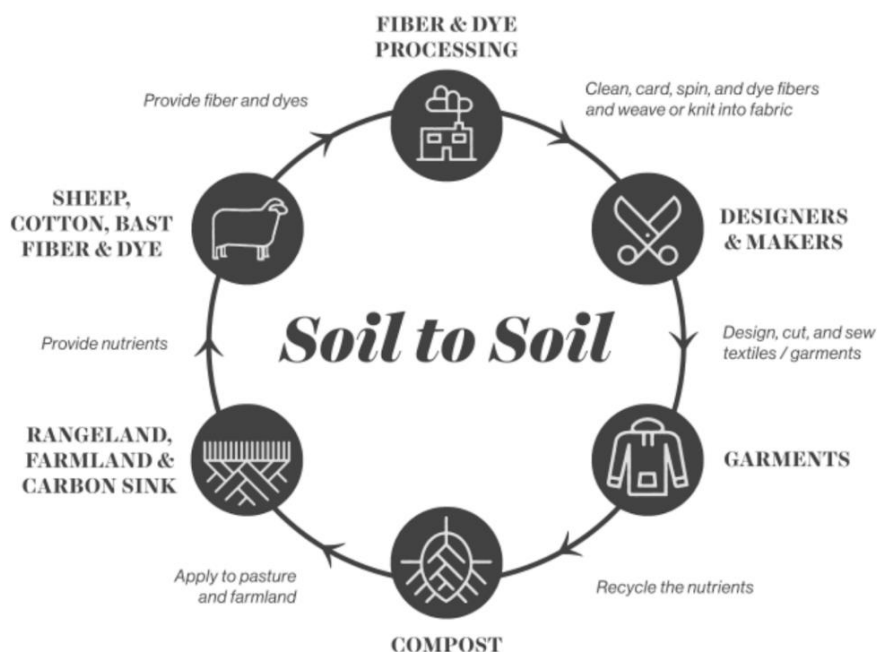 FIBER & DYE
PROCESSING
Provide fiber and dyes
Clean, card, spin, and dye fibers
and weave or knit into fabric
SHEEP,
COTTON, BAST
FIBER & DYE
DESIGNERS
& MAKERS
Soil to Soil
Provide nutrients
Design, cut, and sew
textiles / garments
RANGELAND,
FARMLAND &
CARBON SINK
GARMENTS
Apply to pasture
and farmland
Recycle the nutrients
COMPOST